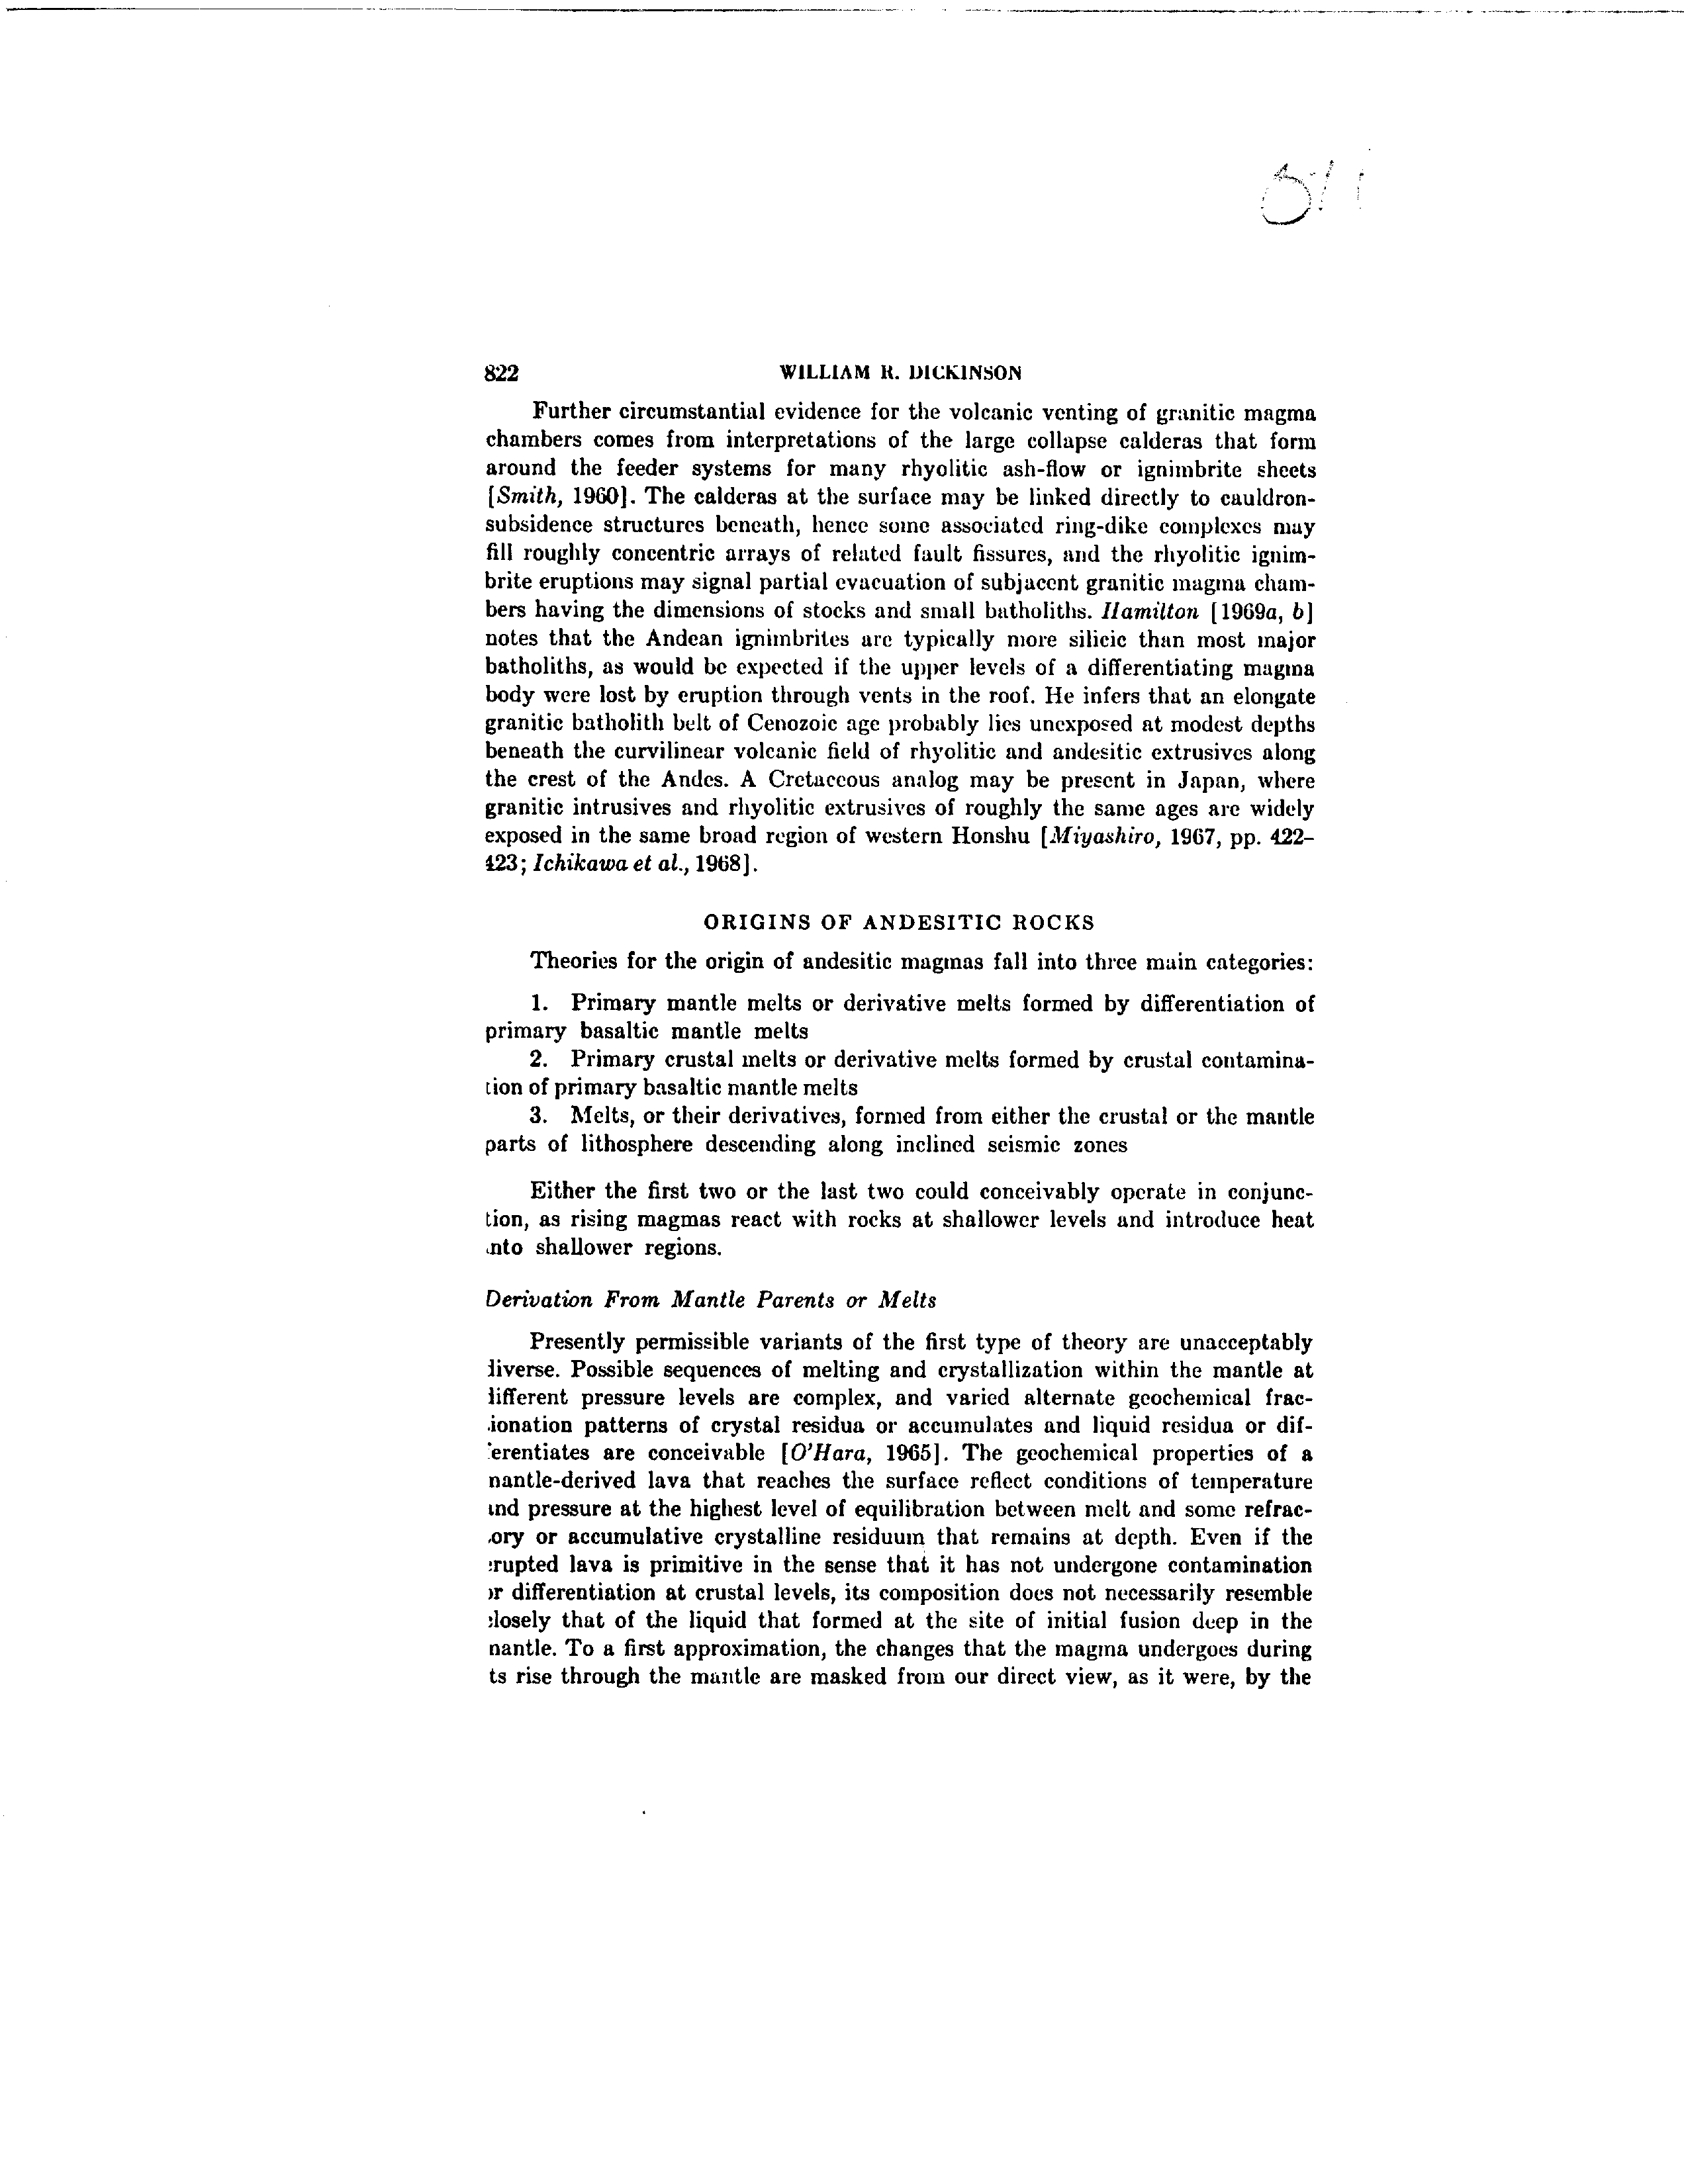 822 WILLIAM R. DICKINSON
Further circumstantial evidence for the volcanic venting of granitic magma
chambers comes from interpretations of the large collapse calderas that form
around the feeder systems for many rhyolitic ash-flow or ignimbrite sheets
[Smith, 1960]. The calderas at the surface may be linked directly to cauldron-
subsidence structures beneath, hence some associated ring-dike complexes may
fill roughly concentric arrays of related fault fissures, and the rhyolitic ignim-
brite eruptions may signal partial evacuation of subjacent granitic magma cham-
bers having the dimensions of stocks and small batholiths. Hamilton [1969a, b]
notes that the Andean ignimbrites are typically more silicic than most major
batholiths, as would be expected if the upper levels of a differentiating magma
body were lost by eruption through vents in the roof. He infers that an elongate
granitic batholith belt of Cenozoic age probably lies unexposed at modest depths
beneath the curvilinear volcanic field of rhyolitic and andesitic extrusives along
the crest of the Andes. A Cretaceous analog may be present in Japan, where
granitic intrusives and rhyolitic extrusives of roughly the same ages are widely
exposed in the same broad region of western Honshu [Miyashiro, 1967, pp. 422–
423; Ichikawa et al., 1968].
ORIGINS OF ANDESITIC ROCKS
Theories for the origin of andesitic magmas fall into three main categories:
1. Primary mantle melts or derivative melts formed by differentiation of
primary basaltic mantle melts
2. Primary crustal melts or derivative melts formed by crustal contamina-
tion of primary basaltic mantle melts
3. Melts, or their derivatives, formed from either the crustal or the mantle
parts of lithosphere descending along inclined seismic zones
Either the first two or the last two could conceivably operate in conjunc-
tion, as rising magmas react with rocks at shallower levels and introduce heat
nto shallower regions.
Derivation From Mantle Parents or Melts
Presently permissible variants of the first type of theory are unacceptably
diverse. Possible sequences of melting and crystallization within the mantle at
different pressure levels are complex, and varied alternate geochemical frac-
ionation patterns of crystal residua or accumulates and liquid residua or dif-
erentiates are conceivable [O'Hara, 1965]. The geochemical properties of a
nantle-derived lava that reaches the surface reflect conditions of temperature
and pressure at the highest level of equilibration between melt and some refrac-
ory or accumulative crystalline residuum that remains at depth. Even if the
erupted lava is primitive in the sense that it has not undergone contamination
or differentiation at crustal levels, its composition does not necessarily resemble
closely that of the liquid that formed at the site of initial fusion deep in the
nantle. To a first approximation, the changes that the magma undergoes during
ts rise through the mantle are masked from our direct view, as it were, by the